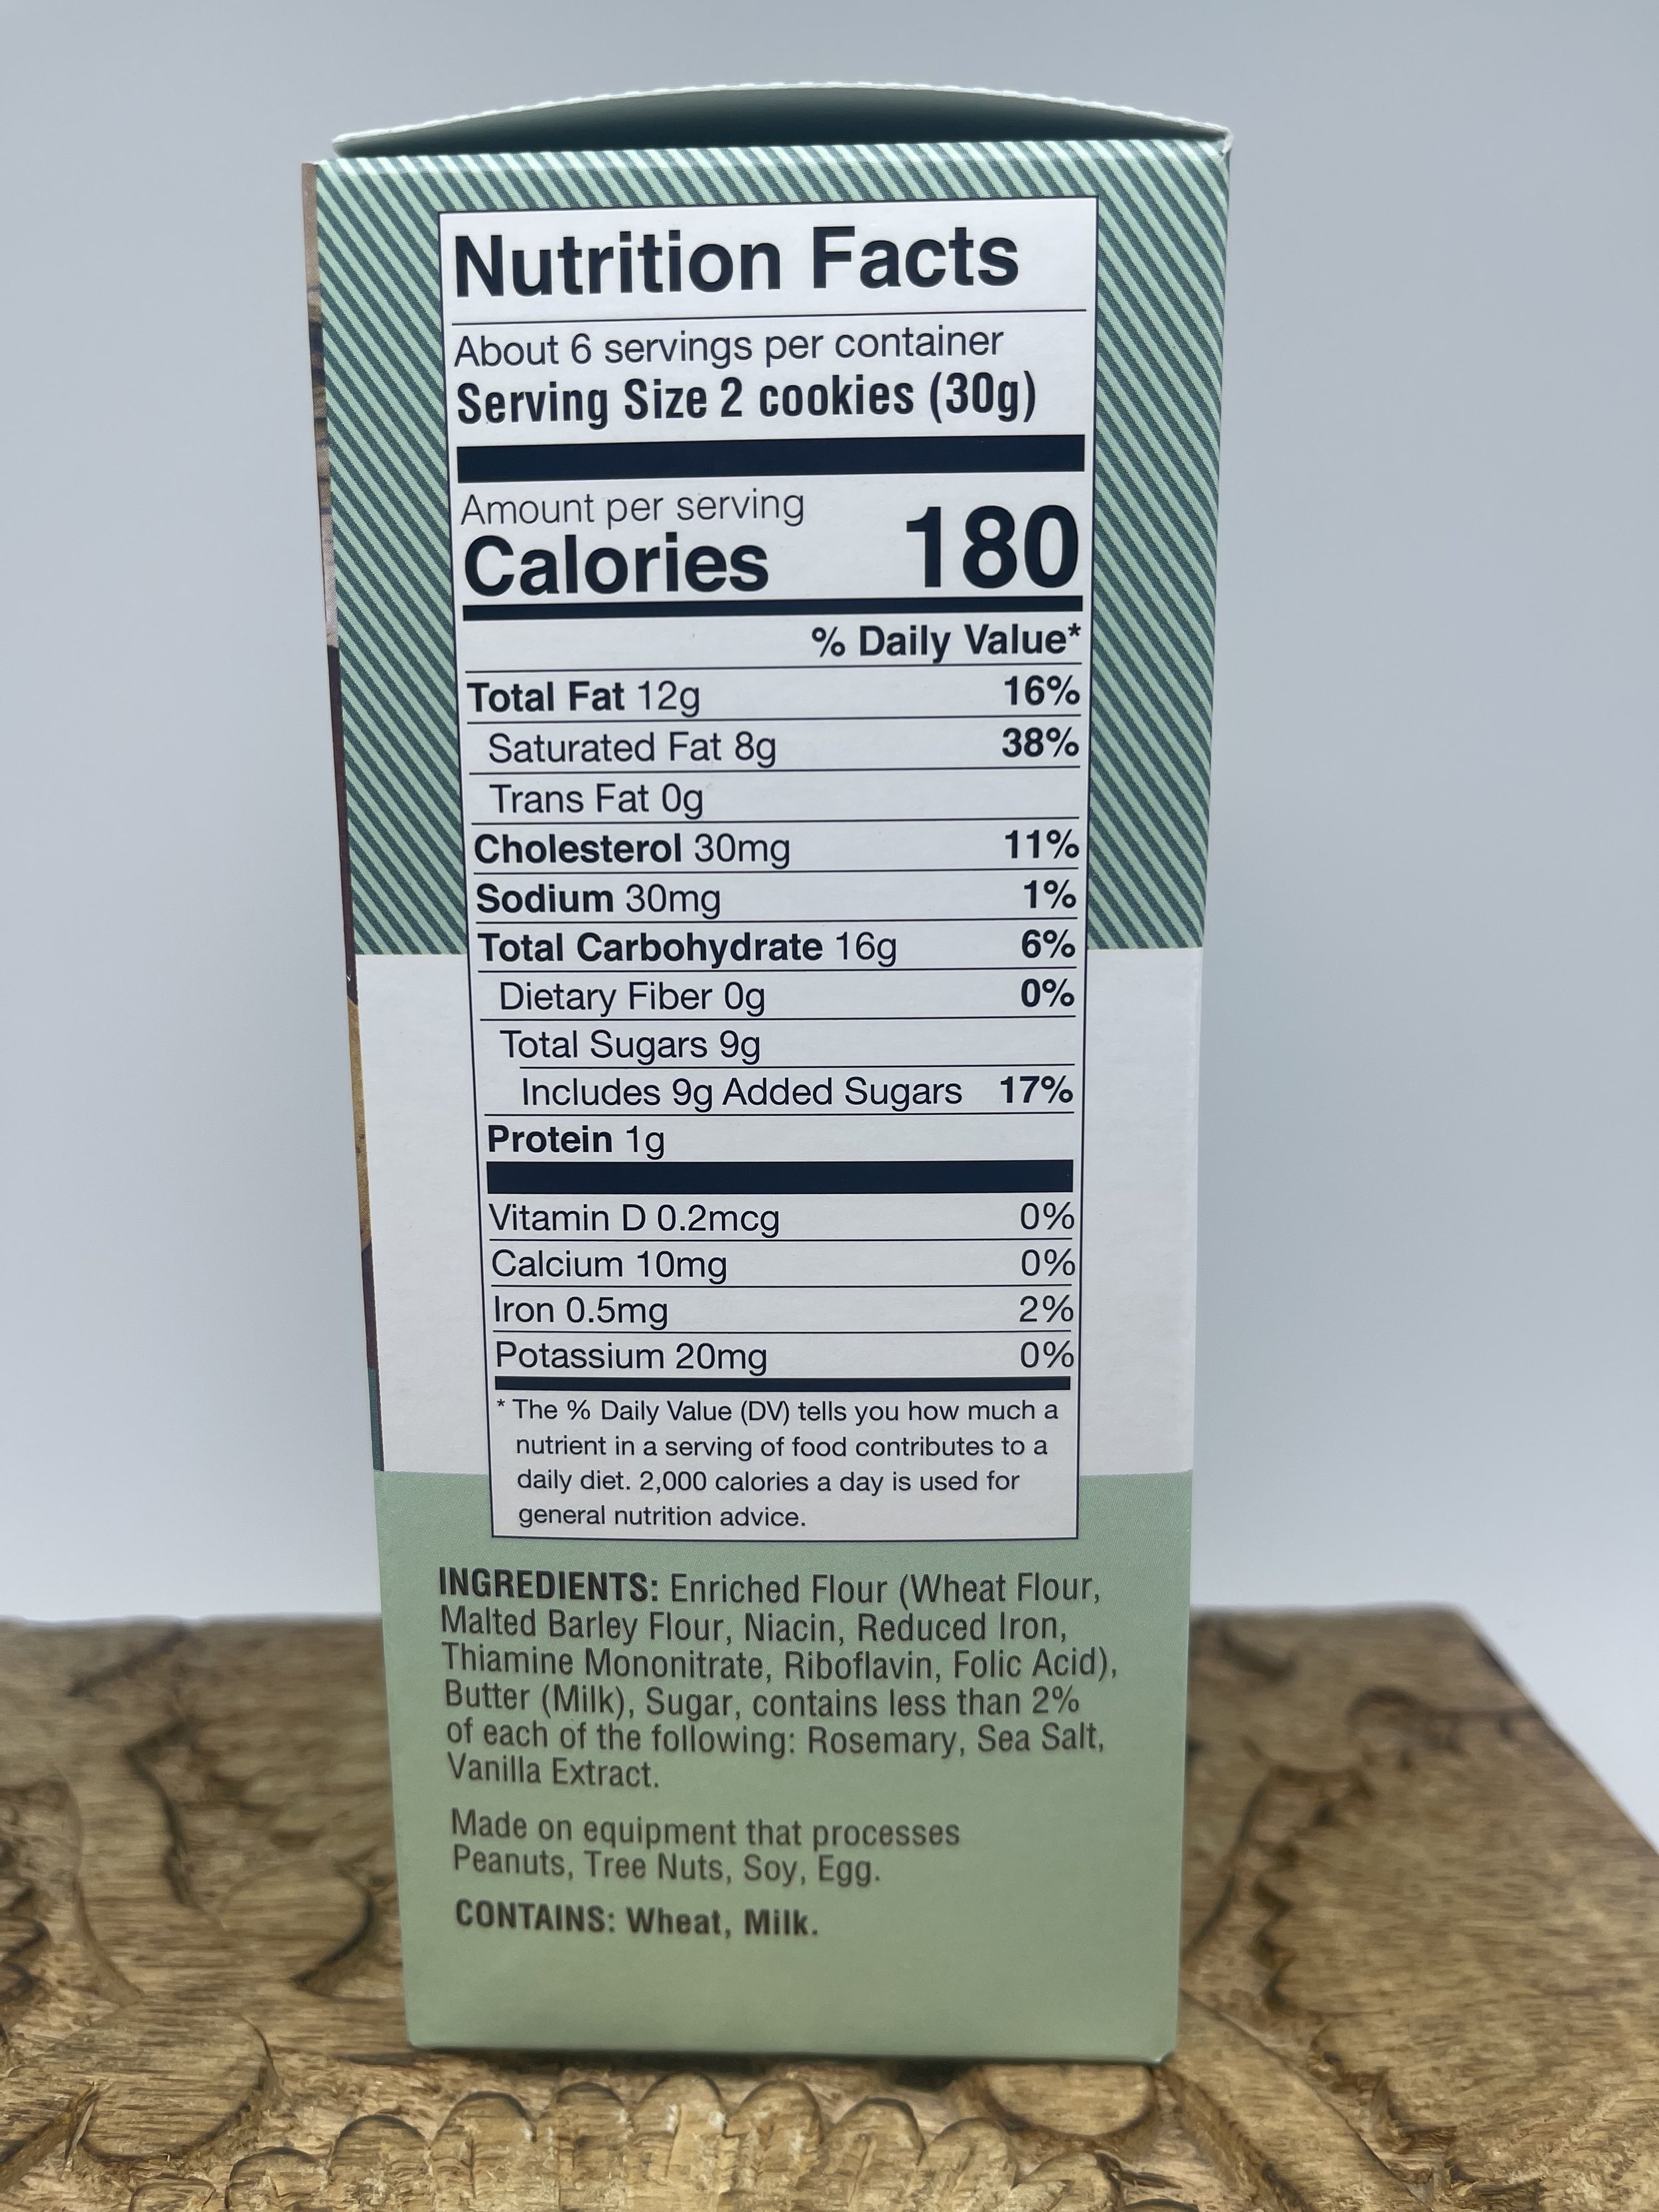 Nutrition Facts
About 6 servings per container
Serving Size 2 cookies (30g)
Amount per serving
Calories 180
% Daily Value*
Total Fat 12g 16%
Saturated Fat 8g 38%
Trans Fat 0g
Cholesterol 30mg 11%
Sodium 30mg 1%
Total Carbohydrate 16g 6%
Dietary Fiber 0g 0%
Total Sugars 9g
Includes 9g Added Sugars 17%
Protein 1g
Vitamin D 0.2mcg 0%
Calcium 10mg 0%
Iron 0.5mg 2%
Potassium 20mg 0%
* The % Daily Value (DV) tells you how much a
nutrient in a serving of food contributes to a
daily diet. 2,000 calories a day is used for
general nutrition advice.
INGREDIENTS: Enriched Flour (Wheat Flour,
Malted Barley Flour, Niacin, Reduced Iron,
Thiamine Mononitrate, Riboflavin, Folic Acid),
Butter (Milk), Sugar, contains less than 2%
of each of the following: Rosemary, Sea Salt,
Vanilla Extract.
Made on equipment that processes
Peanuts, Tree Nuts, Soy, Egg.
CONTAINS: Wheat, Milk.